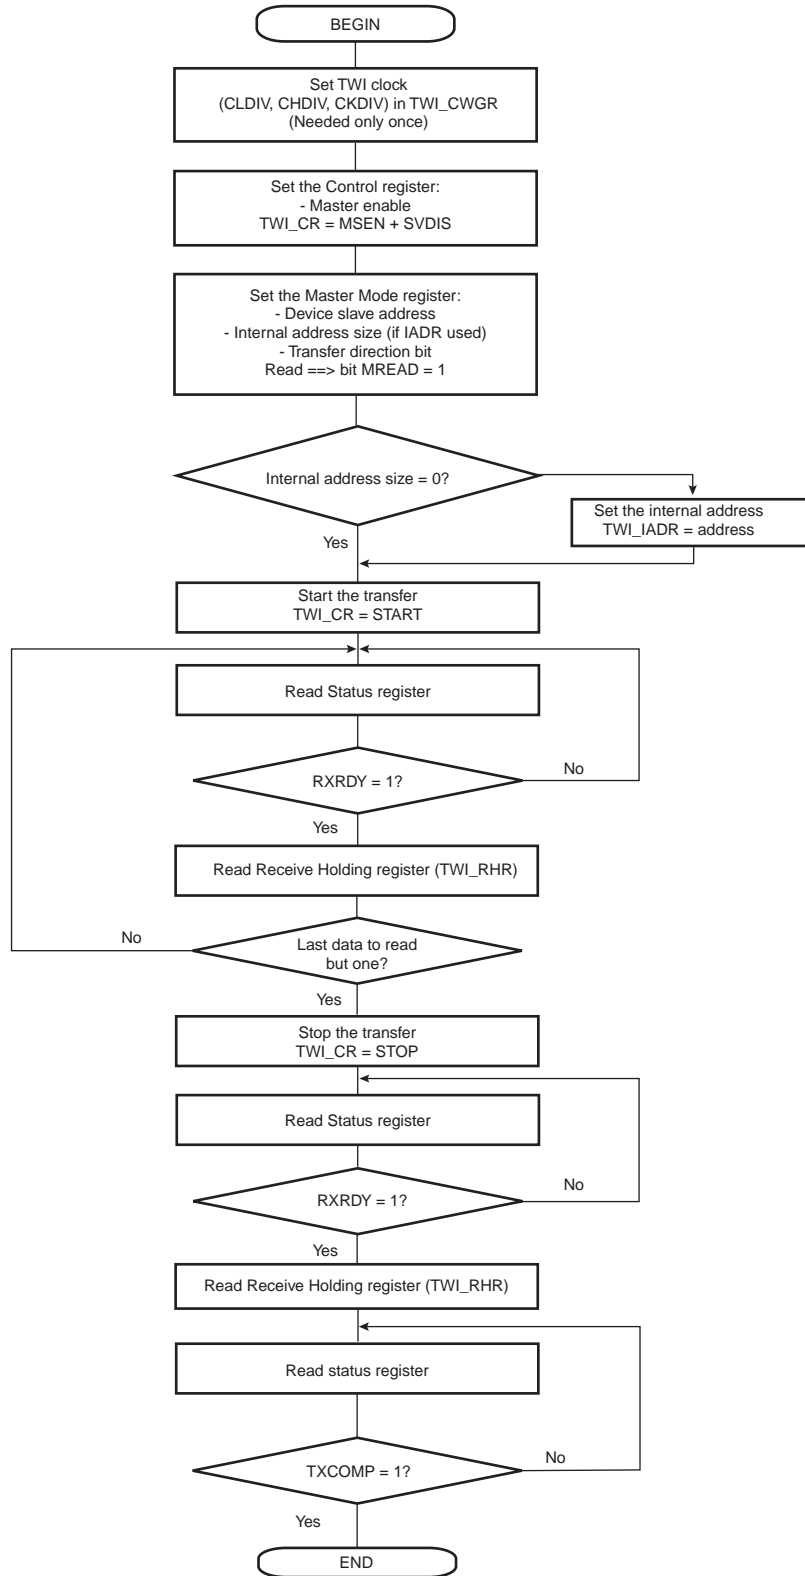 BEGIN
Set TWI clock
(CLDIV, CHDIV, CKDIV) in TWI_CWGR
(Needed only once)
Set the Control register:
- Master enable
TWI_CR = MSEN + SVDIS
Set the Master Mode register:
- Device slave address
- Internal address size (if IADR used)
- Transfer direction bit
Read ==> bit MREAD = 1
Internal address size = 0?
Set the internal address
TWI_IADR = address
Yes
Start the transfer
TWI_CR = START
Read Status register
RXRDY = 1?
No
Yes
Read Receive Holding register (TWI_RHR)
No
Last data to read
but one?
Yes
Stop the transfer
TWI_CR = STOP
Read Status register
RXRDY = 1?
No
Yes
Read Receive Holding register (TWI_RHR)
Read status register
TXCOMP = 1?
No
Yes
END